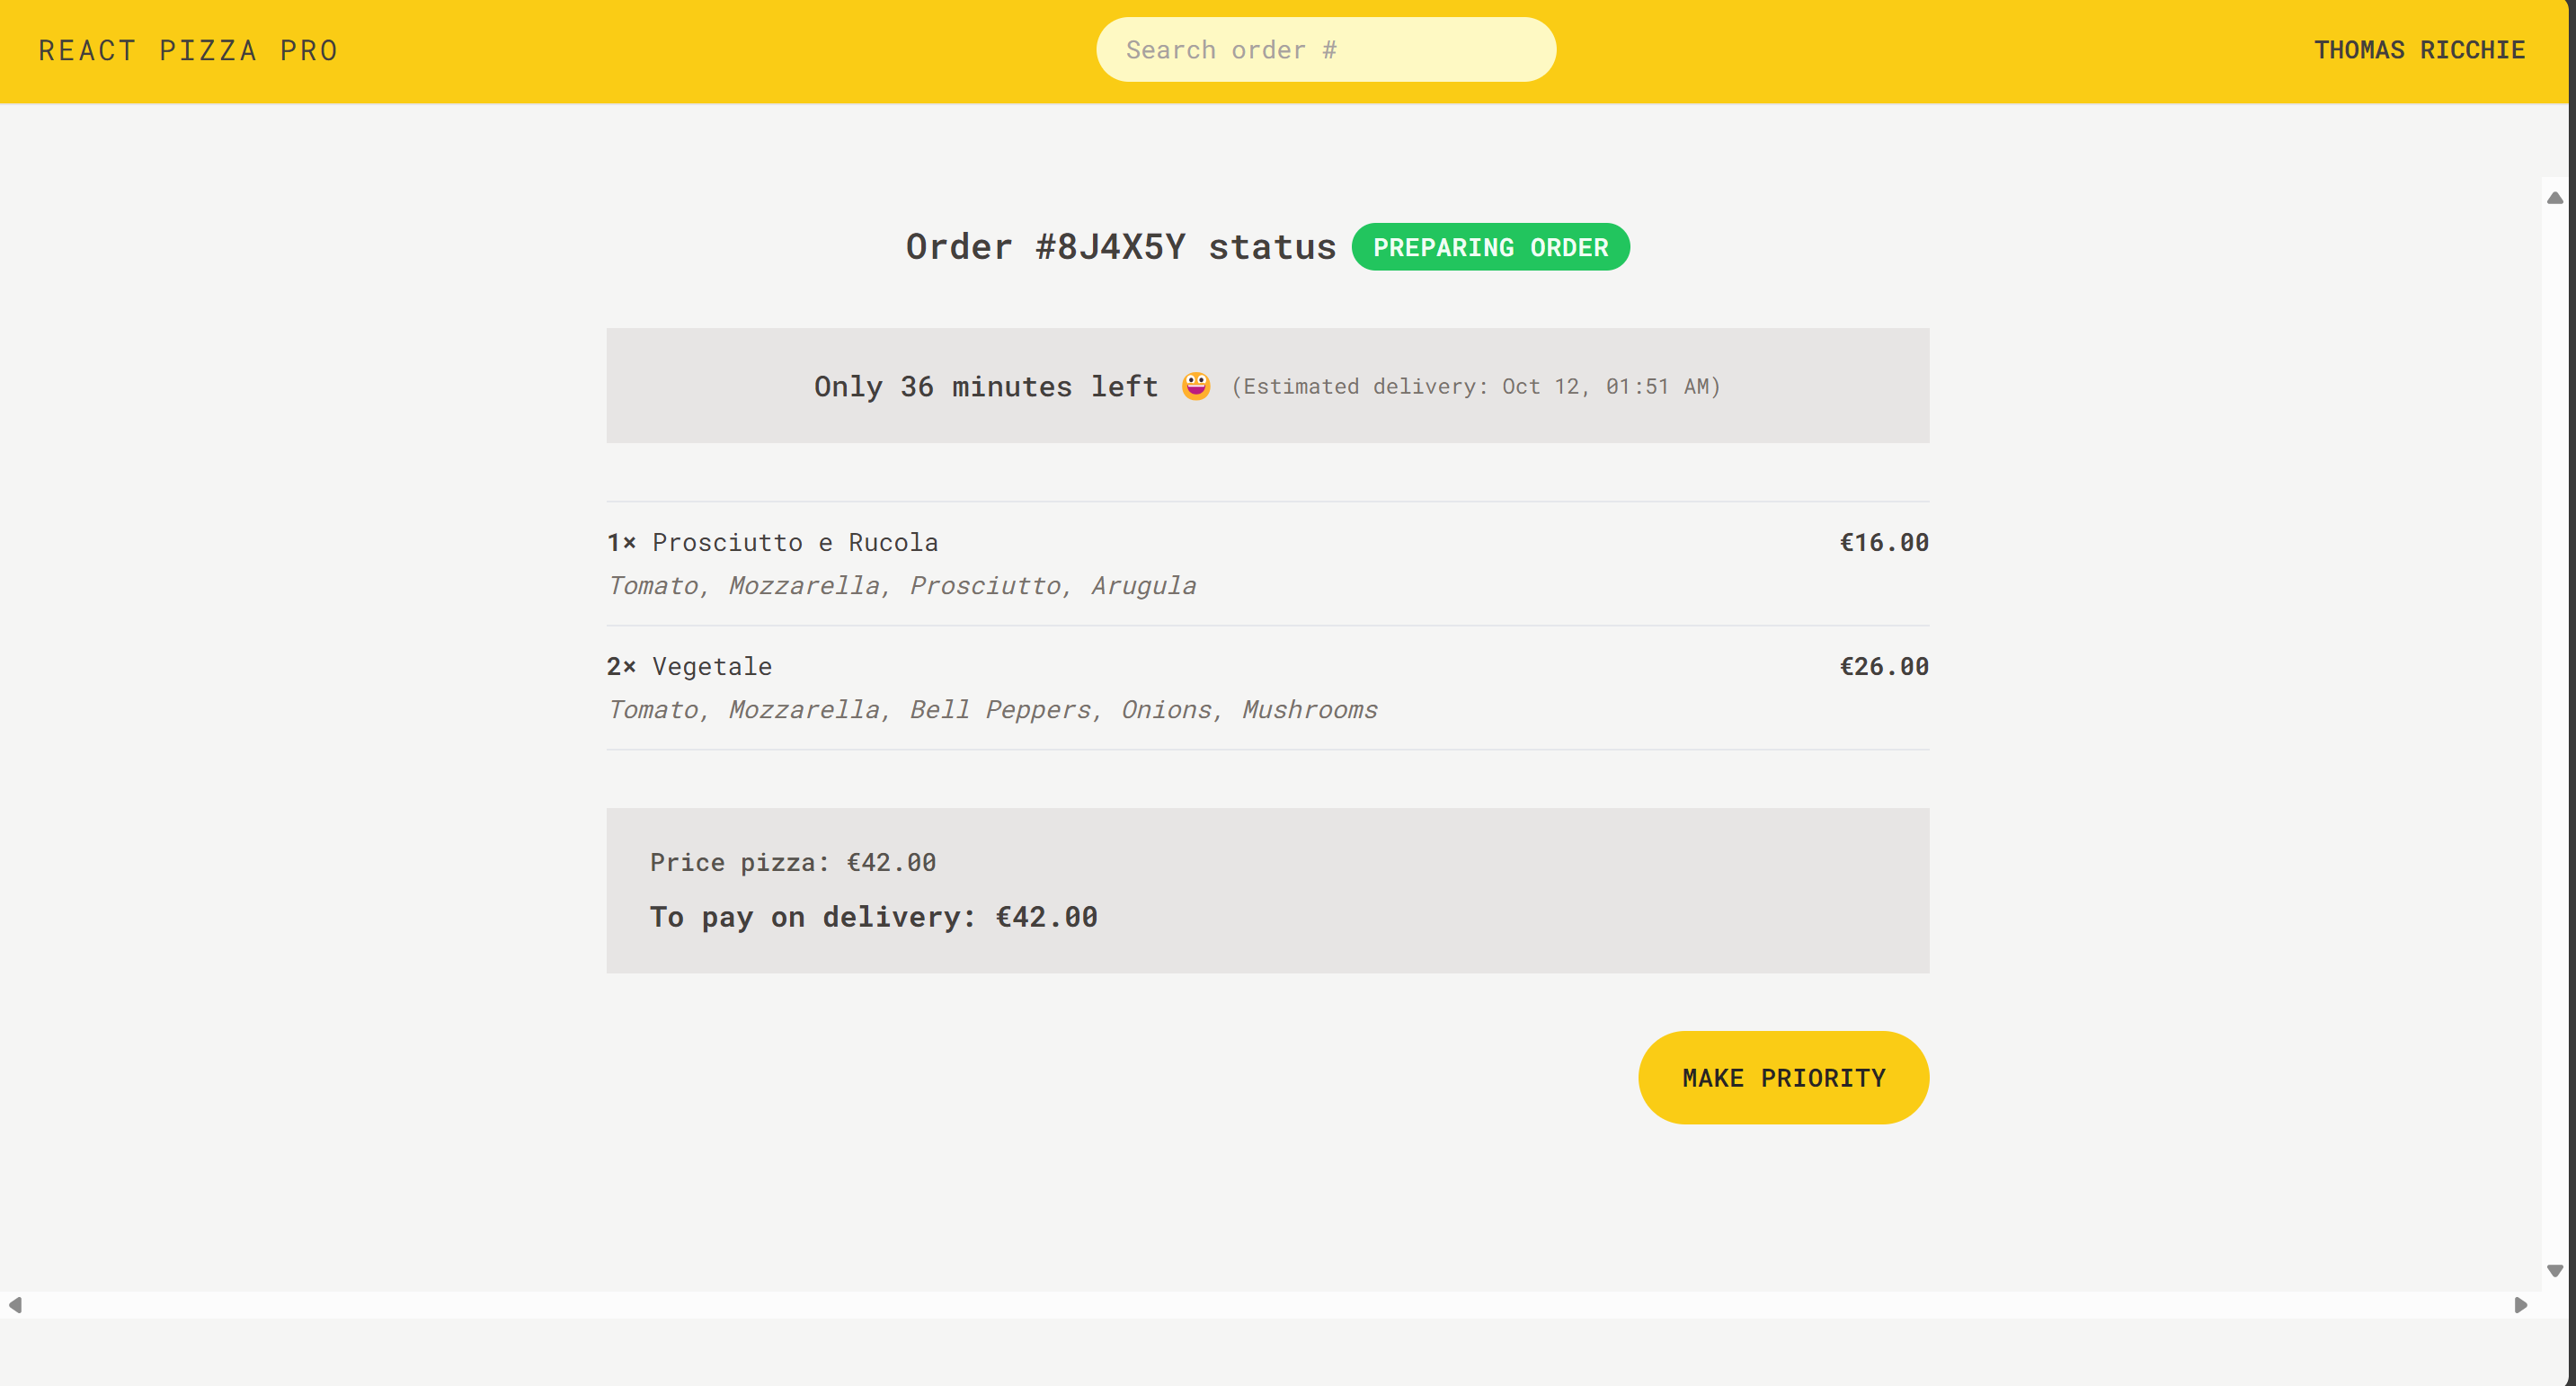 REACT PIZZA PRO
Search order #
THOMAS RICCHIE
Order #8J4X5Y status
PREPARING ORDER
Only 36 minutes left 😃 (Estimated delivery: Oct 12, 01:51 AM)
1× Prosciutto e Rucola
€16.00
Tomato, Mozzarella, Prosciutto, Arugula
2× Vegetale
€26.00
Tomato, Mozzarella, Bell Peppers, Onions, Mushrooms
Price pizza: €42.00
To pay on delivery: €42.00
MAKE PRIORITY